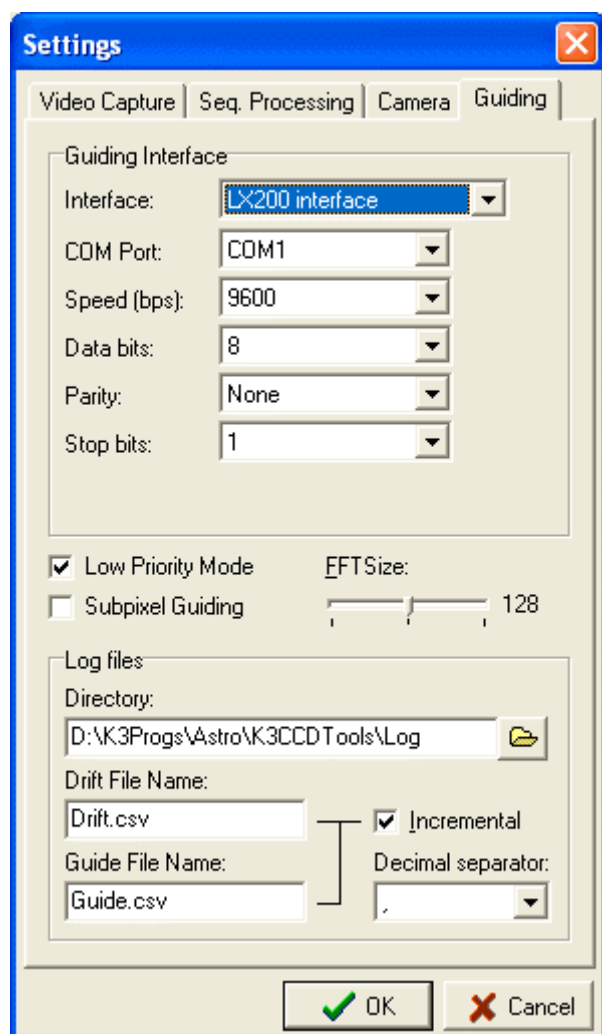 Settings
Video Capture Seq. Processing Camera Guiding
Guiding Interface
Interface: LX200 interface
COM Port: COM1
Speed (bps): 9600
Data bits: 8
Parity: None
Stop bits: 1
Low Priority Mode FFTSize:
Subpixel Guiding 128
Log files
Directory:
D:\K3Progs\Astro\K3CCDTools\Log
Drift File Name:
Drift.csv Incremental
Guide File Name: Decimal separator:
Guide.csv ,
OK Cancel